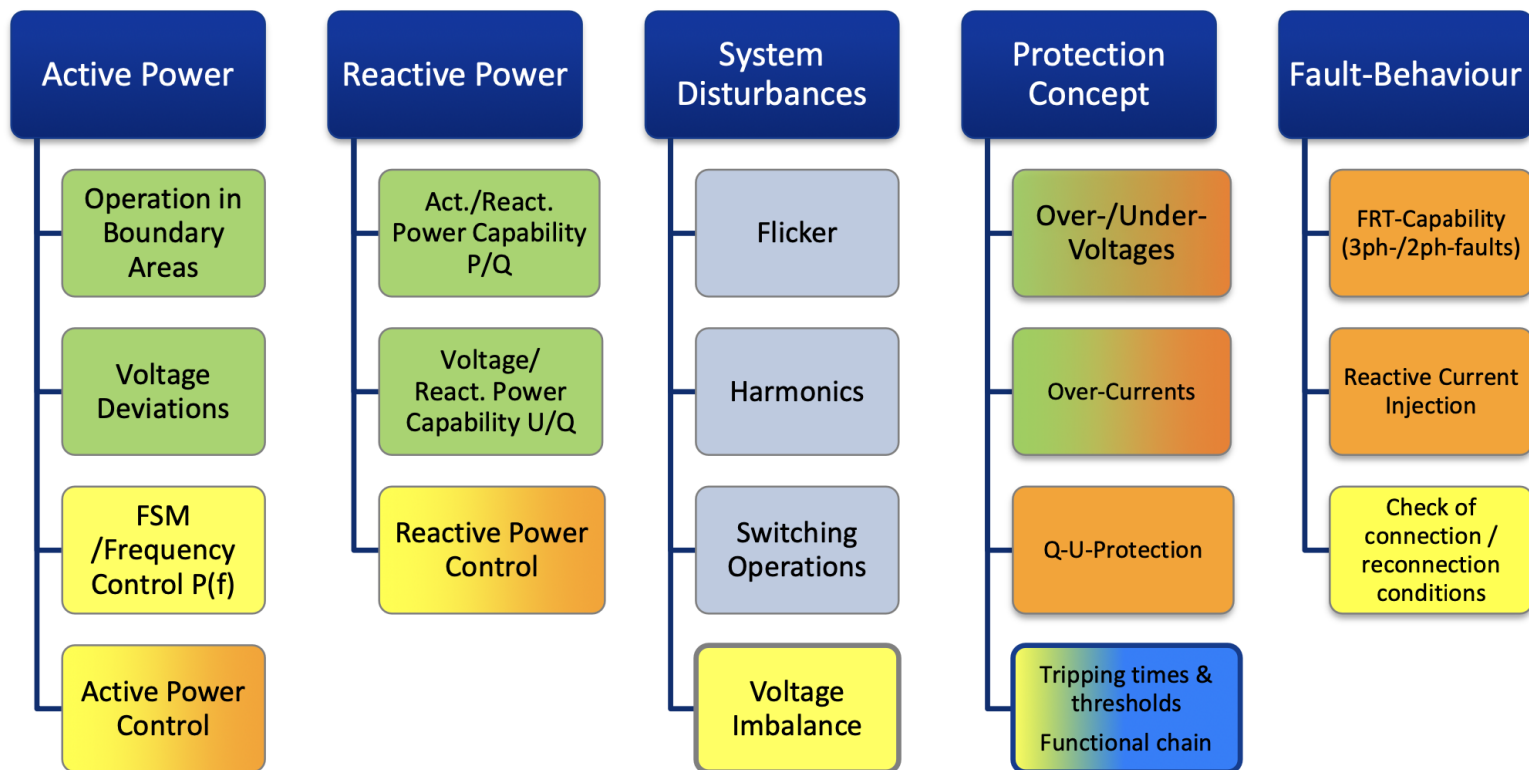 Active Power
Operation in
Boundary
Areas
Voltage
Deviations
FSM
/Frequency
Control P(f)
Active Power
Control
Reactive Power
Act./React.
Power Capability
P/Q
Voltage/
React. Power
Capability U/Q
Reactive Power
Control
System
Disturbances
Flicker
Harmonics
Switching
Operations
Voltage
Imbalance
Protection
Concept
Over-/Under-
Voltages
Over-Currents
Q-U-Protection
Tripping times &
thresholds
Functional chain
Fault-Behaviour
FRT-Capability
(3ph-/2ph-faults)
Reactive Current
Injection
Check of
connection /
reconnection
conditions